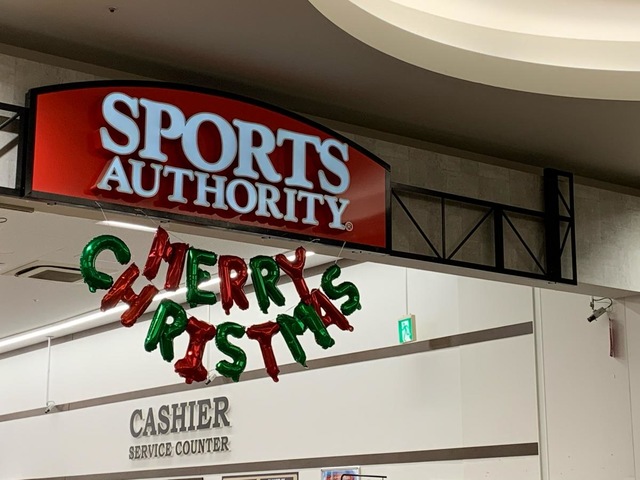 SPORTS
AUTHORITY®
MERRY
CHRISTMAS
CASHIER
SERVICE COUNTER